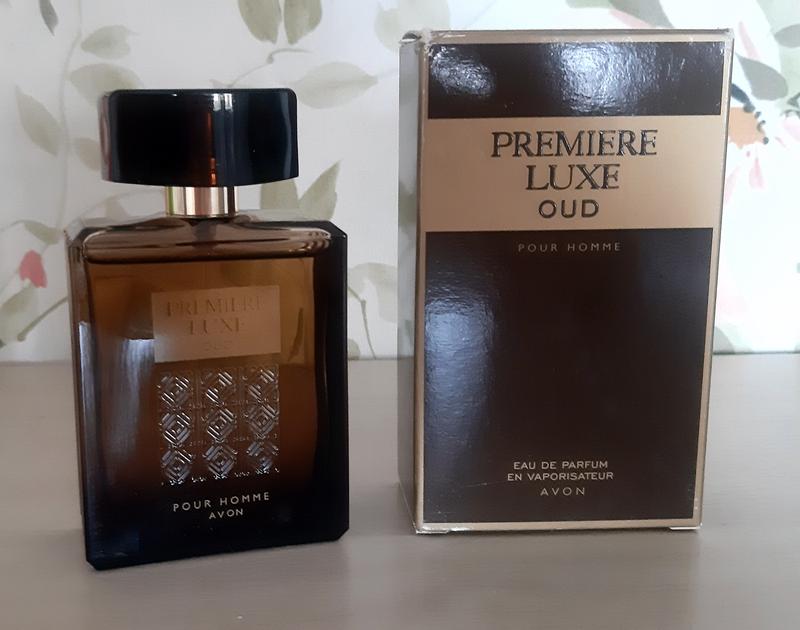 PREMIERE
LUXE
OUD
POUR HOMME
AVON
PREMIERE
LUXE
OUD
POUR HOMME
EAU DE PARFUM
EN VAPORISATEUR
AVON